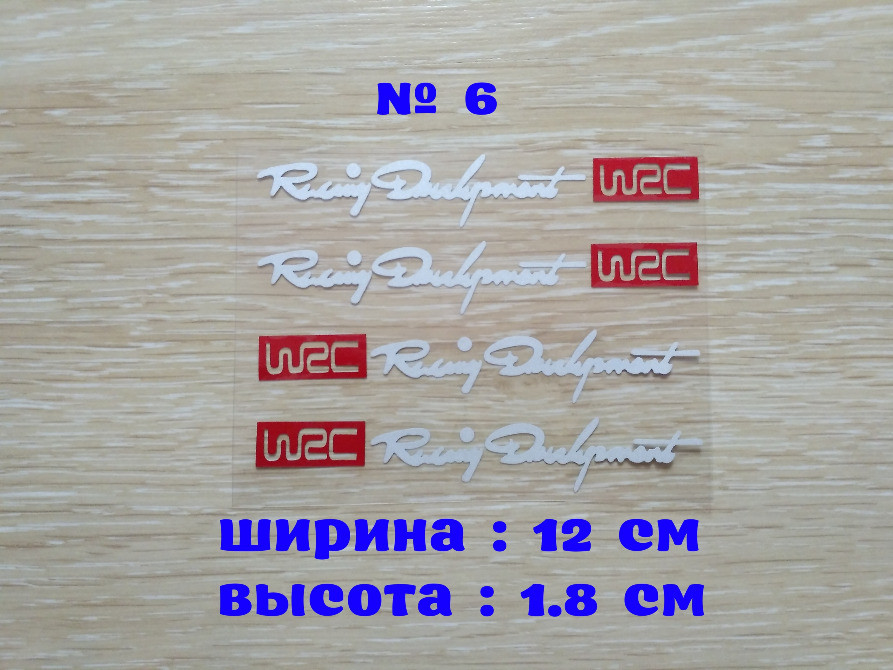 № 6
Racing Development WRC
Racing Development WRC
WRC Racing Development
WRC Racing Development
ширина : 12 см
высота : 1.8 см